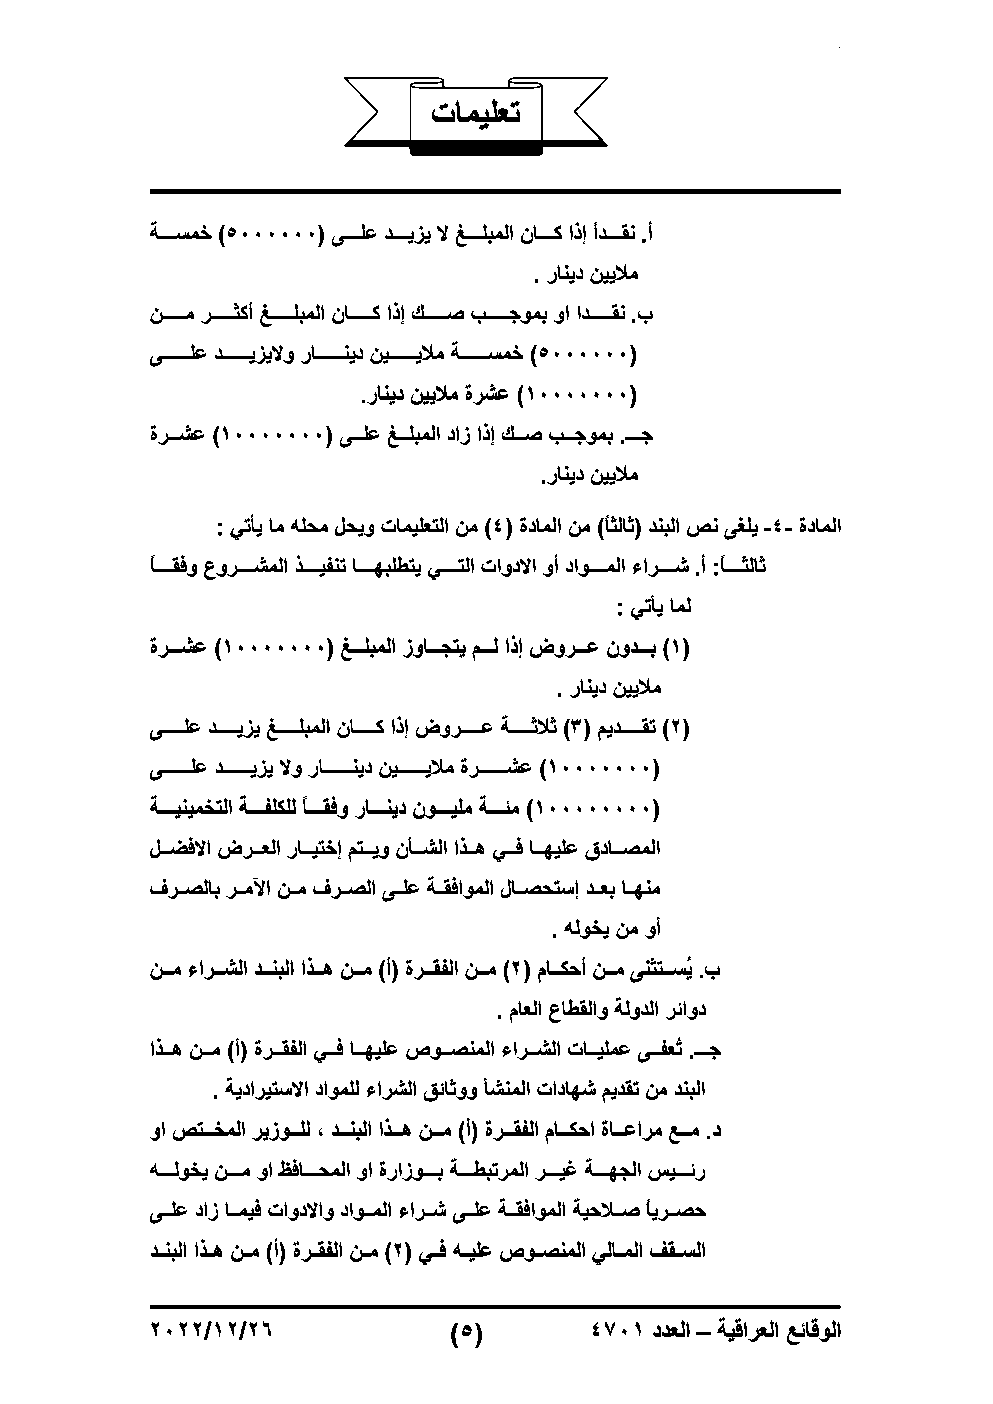 تعليمات
أ. نقداً إذا كان المبلغ لا يزيد على (٥٠٠٠٠٠٠) خمسة
ملايين دينار .
ب. نقدا او بموجب صك إذا كان المبلغ أكثر من
(٥٠٠٠٠٠٠) خمسة ملايين دينار ولايزيد على
(١٠٠٠٠٠٠٠) عشرة ملايين دينار.
جـ. بموجب صك إذا زاد المبلغ على (١٠٠٠٠٠٠٠) عشرة
ملايين دينار.
المادة -٤- يلغى نص البند (ثالثاً) من المادة (٤) من التعليمات ويحل محله ما يأتي :
ثالثاً: أ. شراء المواد أو الادوات التي يتطلبها تنفيذ المشروع وفقاً
لما يأتي :
(١) بدون عروض إذا لم يتجاوز المبلغ (١٠٠٠٠٠٠٠) عشرة
ملايين دينار .
(٢) تقديم (٣) ثلاثة عروض إذا كان المبلغ يزيد على
(١٠٠٠٠٠٠٠) عشرة ملايين دينار ولا يزيد على
(١٠٠٠٠٠٠٠٠) مئة مليون دينار وفقاً للكلفة التخمينية
المصادق عليها في هذا الشأن ويتم إختيار العرض الافضل
منها بعد إستحصال الموافقة على الصرف من الآمر بالصرف
أو من يخوله .
ب. يُستثنى من أحكام (٢) من الفقرة (أ) من هذا البند الشراء من
دوائر الدولة والقطاع العام .
جـ. تُعفى عمليات الشراء المنصوص عليها في الفقرة (أ) من هذا
البند من تقديم شهادات المنشأ ووثائق الشراء للمواد الاستيرادية .
د. مع مراعاة احكام الفقرة (أ) من هذا البند ، للوزير المختص او
رئيس الجهة غير المرتبطة بوزارة او المحافظ او من يخوله
حصرياً صلاحية الموافقة على شراء المواد والادوات فيما زاد على
السقف المالي المنصوص عليه في (٢) من الفقرة (أ) من هذا البند
الوقائع العراقية – العدد ٤٧٠١
(٥)
٢٠٢٢/١٢/٢٦